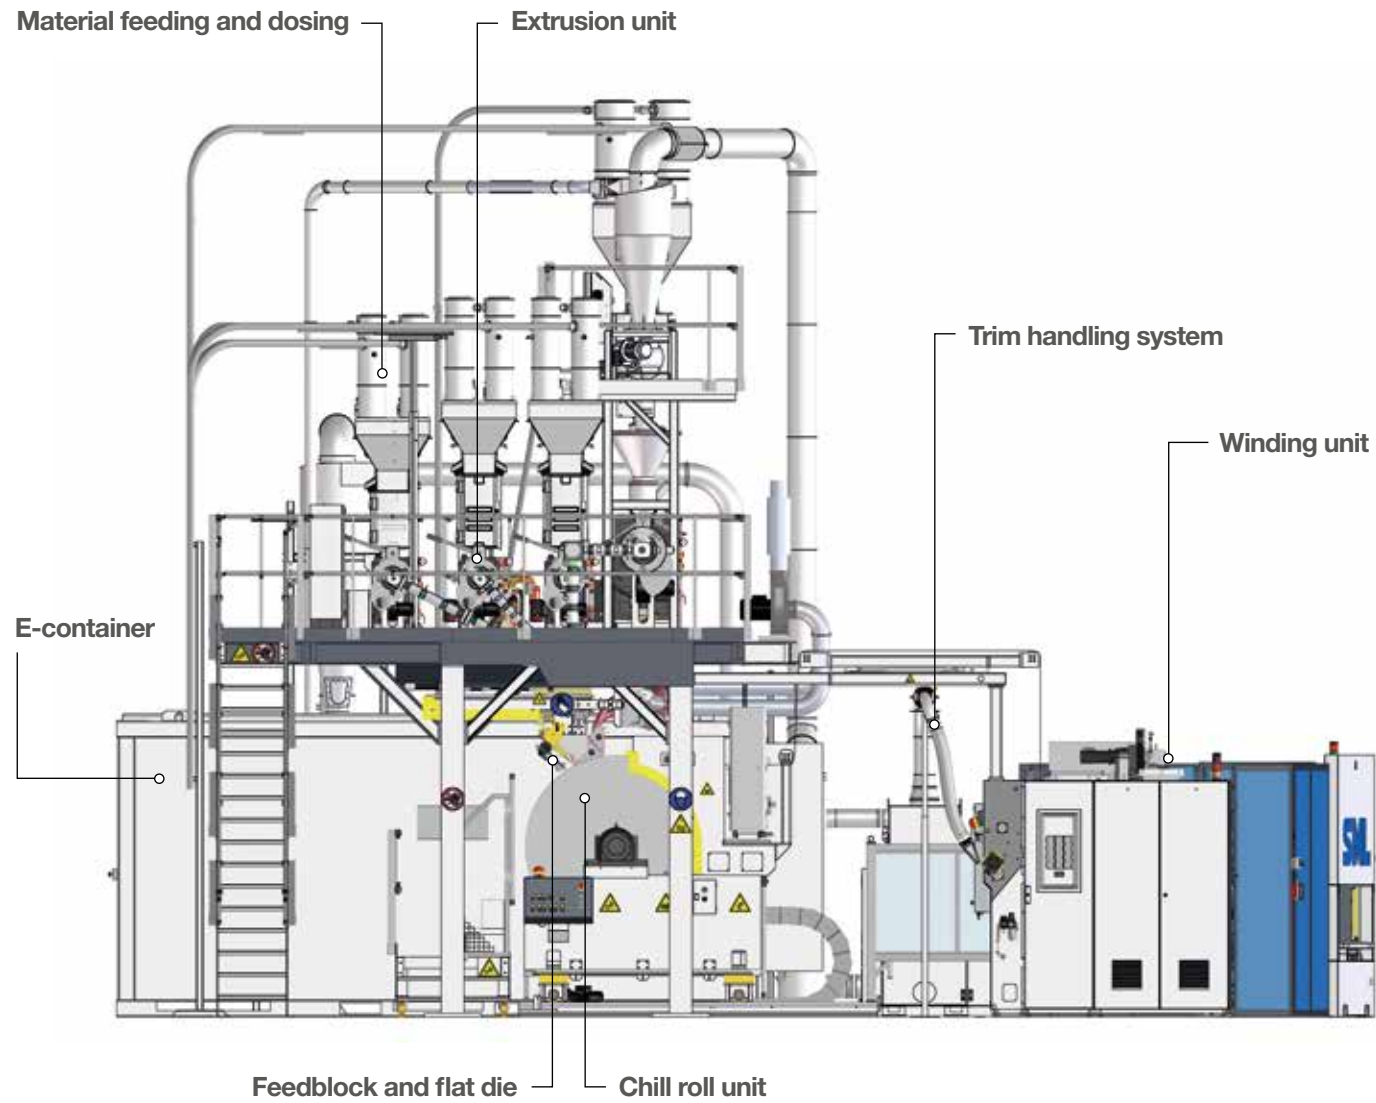 Material feeding and dosing
Extrusion unit
Trim handling system
Winding unit
E-container
Feedblock and flat die
Chill roll unit